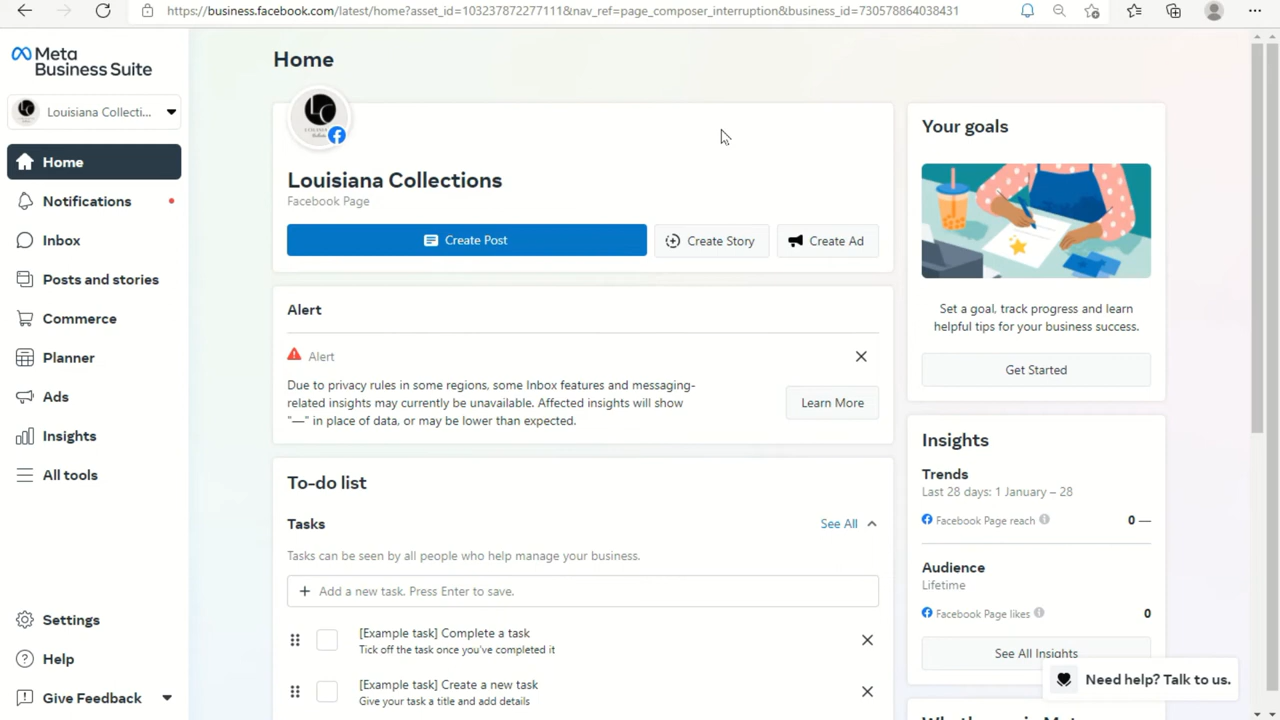 https://business.facebook.com/latest/home?asset_id=103237872277111&nav_ref=page_composer_interruption&business_id=730578864038431
Meta
Business Suite
Louisiana Collecti...
Home
Notifications
Inbox
Posts and stories
Commerce
Planner
Ads
Insights
All tools
Settings
Help
Give Feedback
Home
LC
Louisiana Collections
Facebook Page
Create Post
Create Story
Create Ad
Alert
Alert
Due to privacy rules in some regions, some Inbox features and messaging-
related insights may currently be unavailable. Affected insights will show
"—" in place of data, or may be lower than expected.
Learn More
To-do list
Tasks
See All
Tasks can be seen by all people who help manage your business.
+ Add a new task. Press Enter to save.
[Example task] Complete a task
Tick off the task once you've completed it
[Example task] Create a new task
Give your task a title and add details
Your goals
Set a goal, track progress and learn
helpful tips for your business success.
Get Started
Insights
Trends
Last 28 days: 1 January – 28
Facebook Page reach
0 —
Audience
Lifetime
Facebook Page likes
0
See All Insights
Need help? Talk to us.